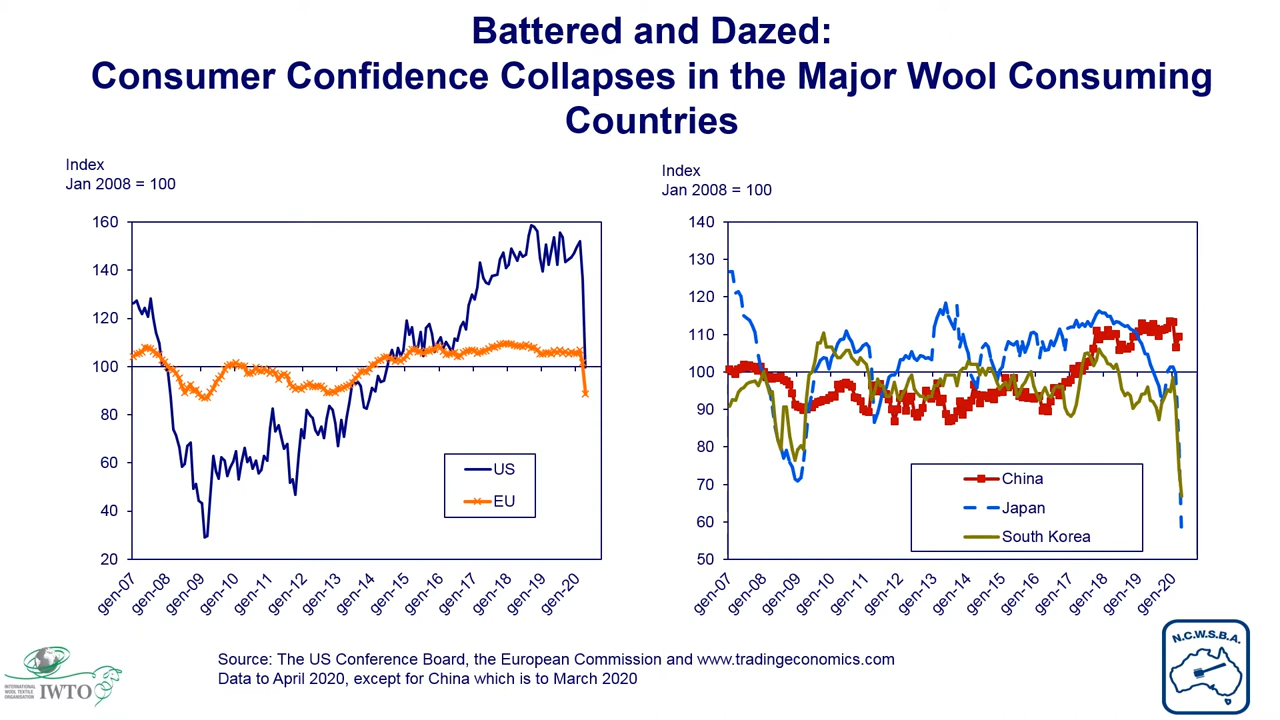 Battered and Dazed:
Consumer Confidence Collapses in the Major Wool Consuming
Countries
Index
Jan 2008 = 100
160
140
120
100
80
60
40
20
gen-07
gen-08
gen-09
gen-10
gen-11
gen-12
gen-13
gen-14
gen-15
gen-16
gen-17
gen-18
gen-19
gen-20
US
EU
Index
Jan 2008 = 100
140
130
120
110
100
90
80
70
60
50
gen-07
gen-08
gen-09
gen-10
gen-11
gen-12
gen-13
gen-14
gen-15
gen-16
gen-17
gen-18
gen-19
gen-20
China
Japan
South Korea
Source: The US Conference Board, the European Commission and www.tradingeconomics.com
Data to April 2020, except for China which is to March 2020
INTERNATIONAL
WOOL TEXTILE
ORGANISATION
IWTO
N.C.W.S.B.A.